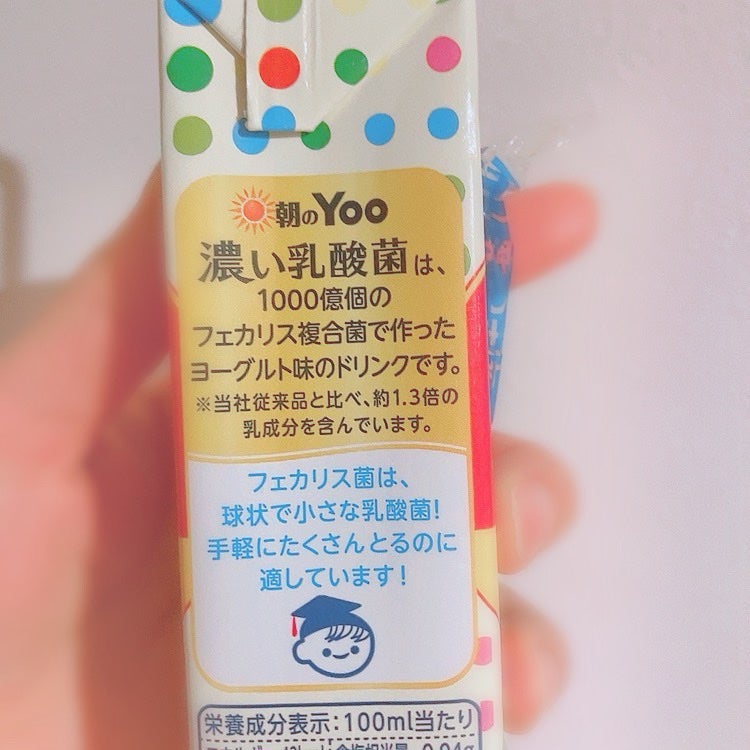 朝のYoo
濃い乳酸菌は、
1000億個の
フェカリス複合菌で作った
ヨーグルト味のドリンクです。
※当社従来品と比べ、約1.3倍の
乳成分を含んでいます。
フェカリス菌は、
球状で小さな乳酸菌!
手軽にたくさんとるのに
適しています!
栄養成分表示:100ml当たり